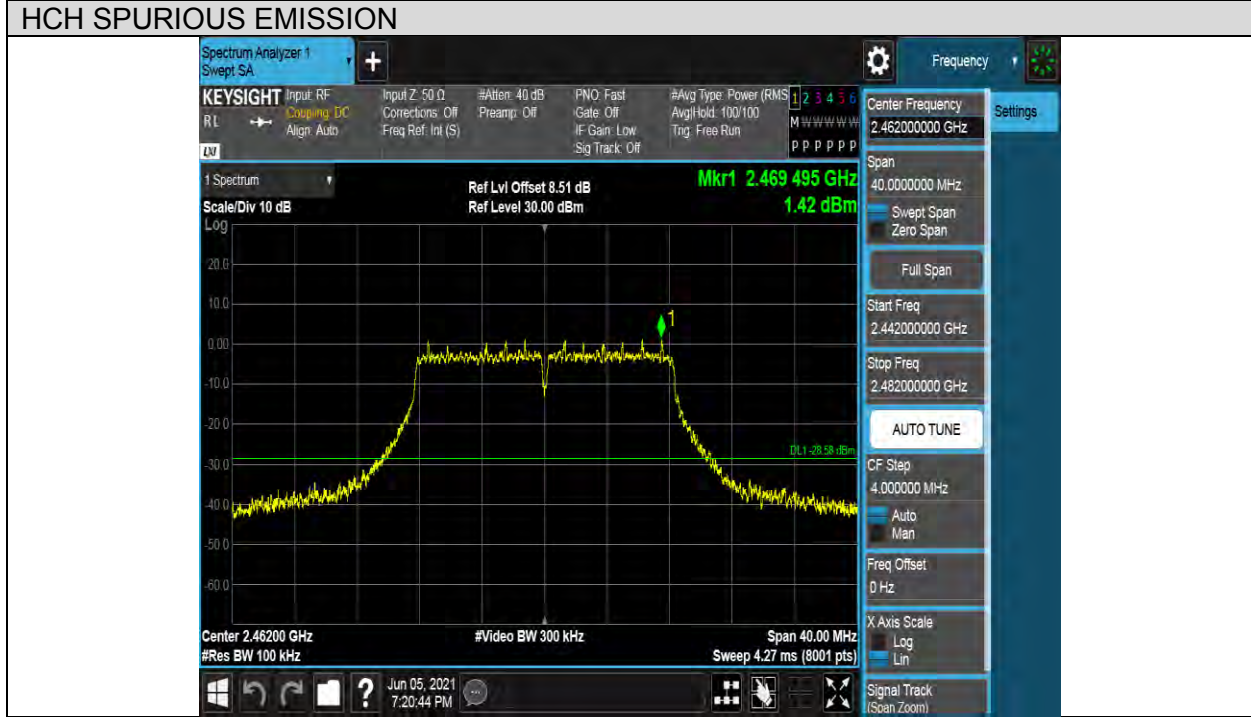 HCH SPURIOUS EMISSION
Spectrum Analyzer 1
Swept SA
+
Frequency
KEYSIGHT
RL
LXI
Input: RF
Coupling: DC
Align: Auto
Input Z: 50 Ω
Corrections: Off
Freq Ref: Int (S)
#Atten: 40 dB
Preamp: Off
PNO: Fast
Gate: Off
IF Gain: Low
Sig Track: Off
#Avg Type: Power (RMS
Avg|Hold: 100/100
Trig: Free Run
1 2 3 4 5 6
M W W W W W
P P P P P P
1 Spectrum
Scale/Div 10 dB
Log
Ref Lvl Offset 8.51 dB
Ref Level 30.00 dBm
Mkr1 2.469 495 GHz
1.42 dBm
20.0
10.0
0.00
-10.0
-20.0
-30.0
-40.0
-50.0
-60.0
1
DL1 -28.58 dBm
Center 2.46200 GHz
#Res BW 100 kHz
#Video BW 300 kHz
Span 40.00 MHz
Sweep 4.27 ms (8001 pts)
?
Jun 05, 2021
7:20:44 PM
Center Frequency
2.462000000 GHz
Settings
Span
40.0000000 MHz
Swept Span
Zero Span
Full Span
Start Freq
2.442000000 GHz
Stop Freq
2.482000000 GHz
AUTO TUNE
CF Step
4.000000 MHz
Auto
Man
Freq Offset
0 Hz
X Axis Scale
Log
Lin
Signal Track
(Span Zoom)